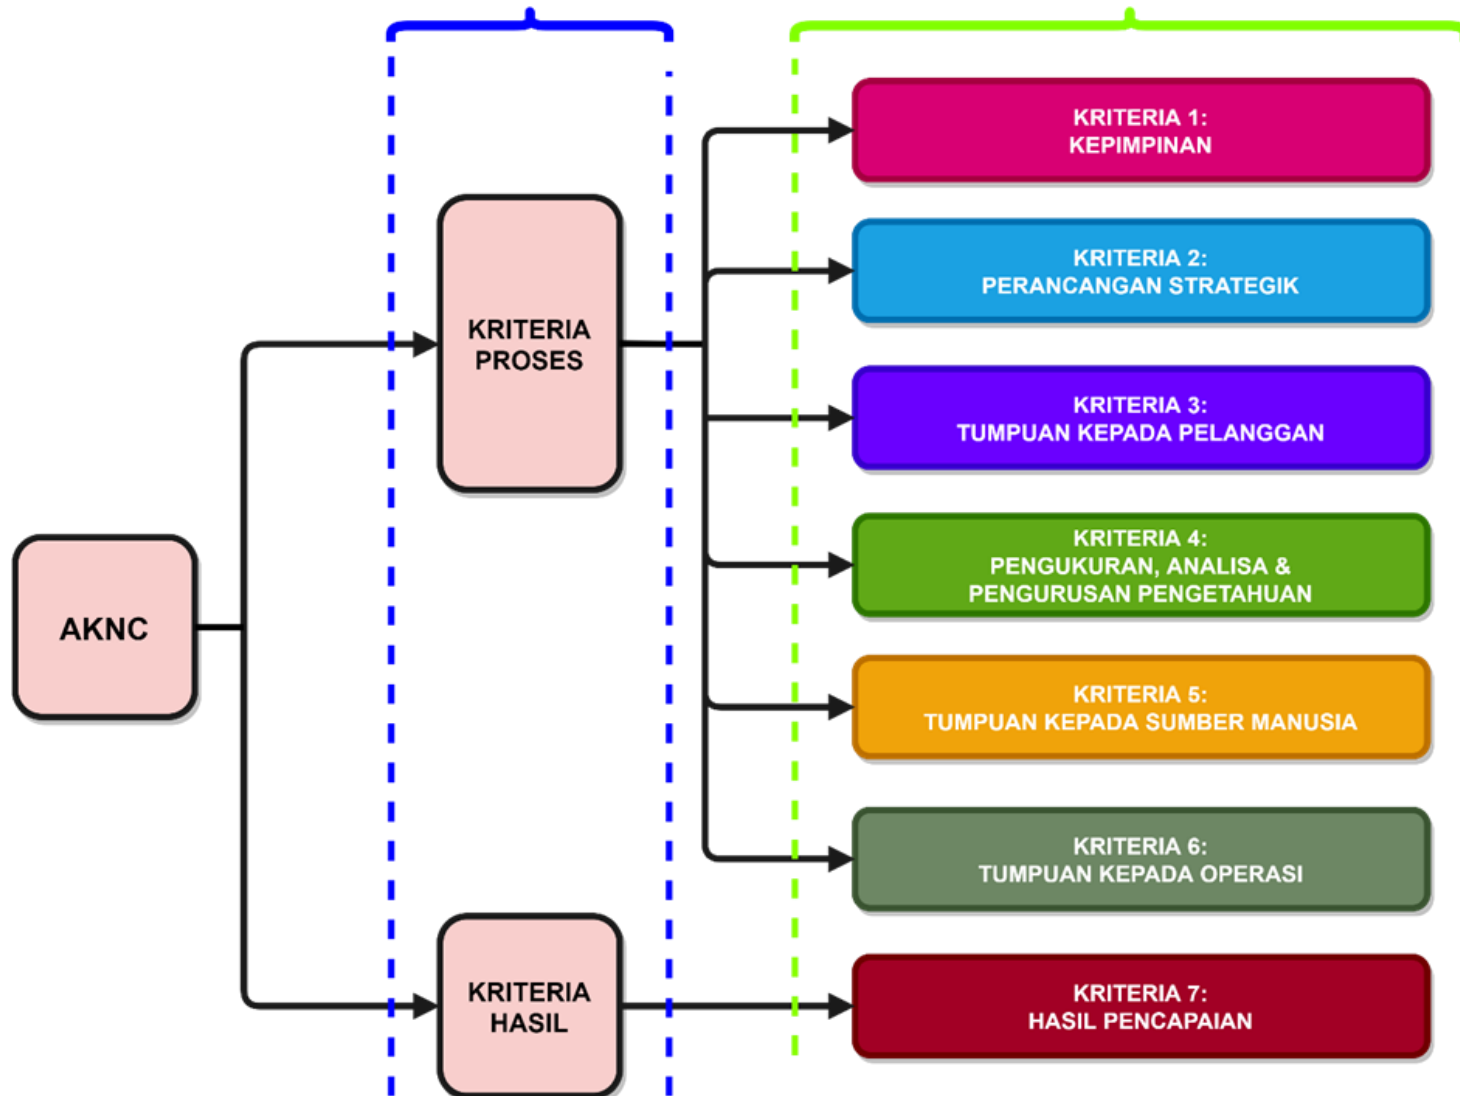 AKNC
KRITERIA
PROSES
KRITERIA
HASIL
KRITERIA 1:
KEPIMPINAN
KRITERIA 2:
PERANCANGAN STRATEGIK
KRITERIA 3:
TUMPUAN KEPADA PELANGGAN
KRITERIA 4:
PENGUKURAN, ANALISA &
PENGURUSAN PENGETAHUAN
KRITERIA 5:
TUMPUAN KEPADA SUMBER MANUSIA
KRITERIA 6:
TUMPUAN KEPADA OPERASI
KRITERIA 7:
HASIL PENCAPAIAN